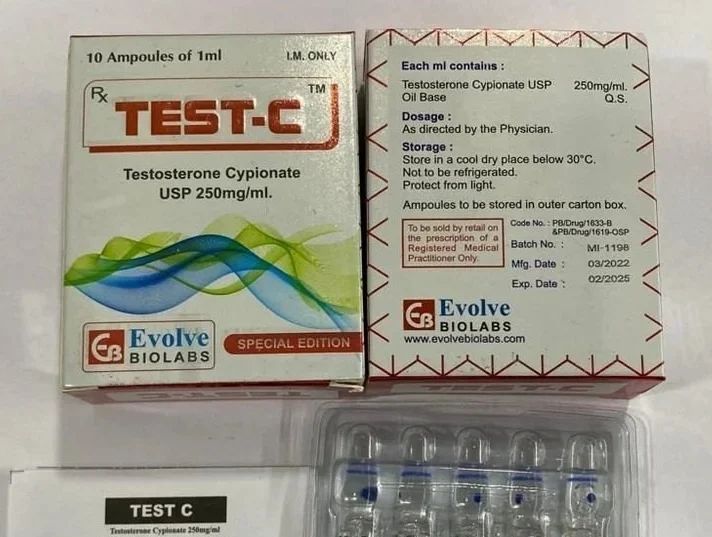 10 Ampoules of 1ml
I.M. ONLY
Rx
TEST-C™
Testosterone Cypionate
USP 250mg/ml.
EB
Evolve
BIOLABS
SPECIAL EDITION
Each ml contains :
Testosterone Cypionate USP 250mg/ml.
Oil Base Q.S.
Dosage :
As directed by the Physician.
Storage :
Store in a cool dry place below 30°C.
Not to be refrigerated.
Protect from light.
Ampoules to be stored in outer carton box.
To be sold by retail on
the prescription of a
Registered Medical
Practitioner Only.
Code No. : PB/Drug/1633-B
&PB/Drug/1619-OSP
Batch No. : MI-1198
Mfg. Date : 03/2022
Exp. Date : 02/2025
EB
Evolve
BIOLABS
www.evolvebiolabs.com
TEST-C
TEST-C
TEST C
Testosterone Cypionate 250mg/ml